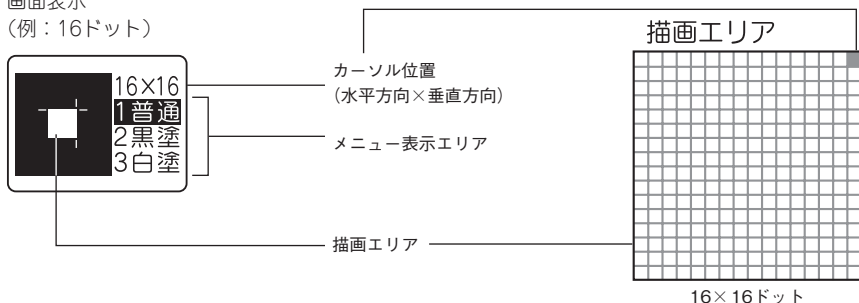 画面表示
(例：16ドット)
16×16
1普通
2黒塗
3白塗
カーソル位置
(水平方向×垂直方向)
メニュー表示エリア
描画エリア
描画エリア
16×16ドット